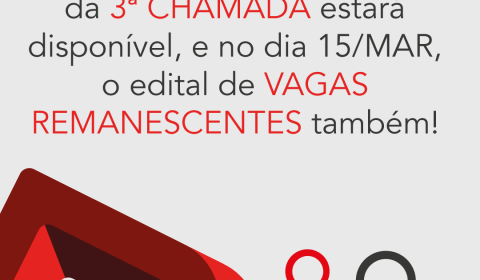 da 3ª CHAMADA estará
disponível, e no dia 15/MAR,
o edital de VAGAS
REMANESCENTES também!